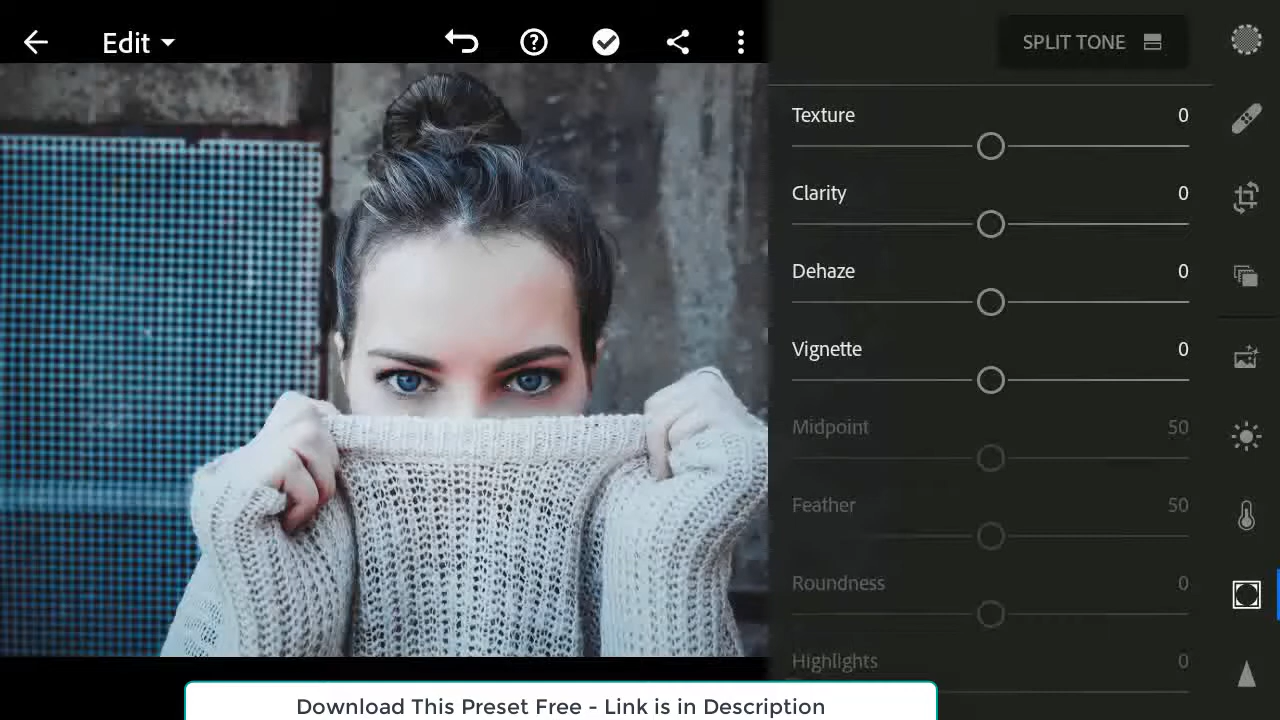 Edit
SPLIT TONE
Texture 0
Clarity 0
Dehaze 0
Vignette 0
Midpoint 50
Feather 50
Roundness 0
Highlights 0
Download This Preset Free - Link is in Description